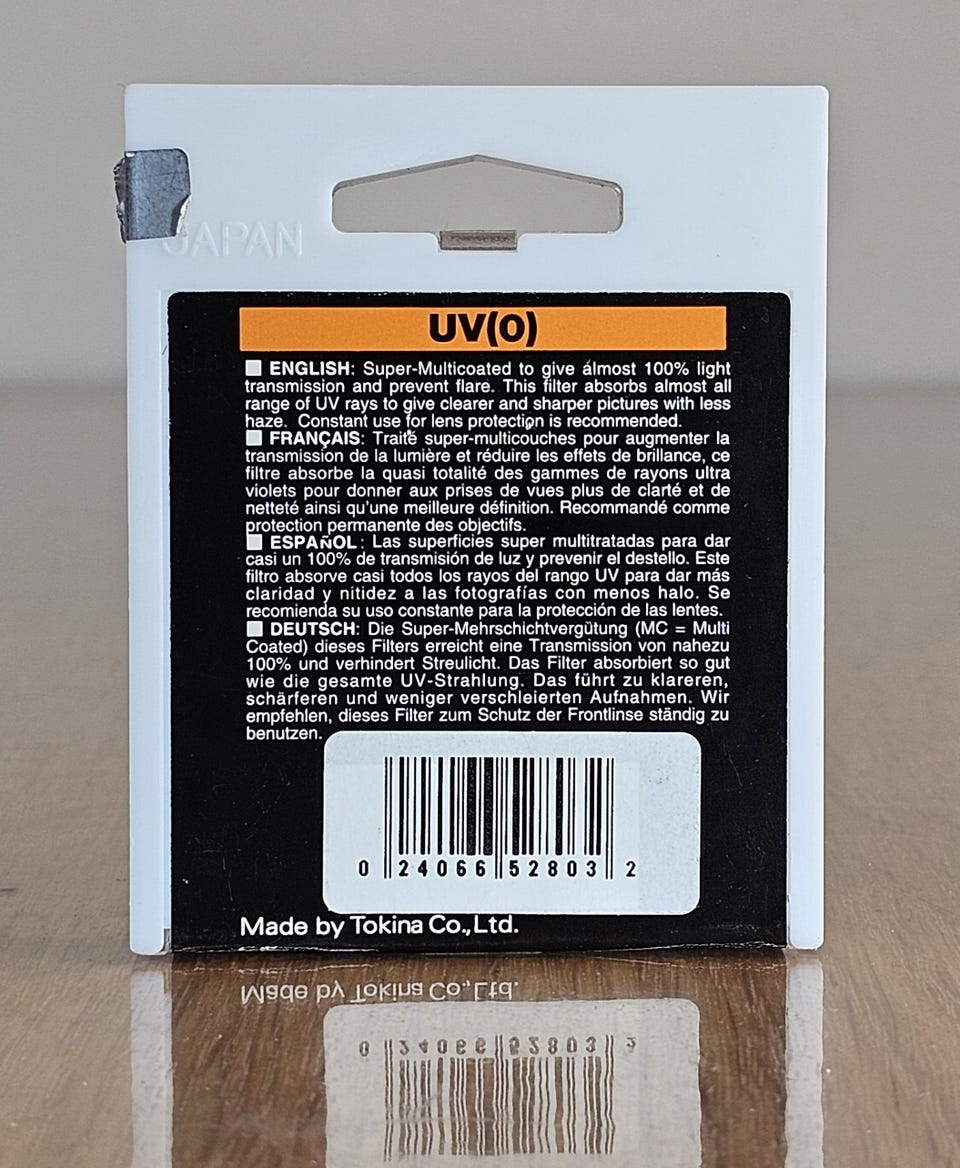 JAPAN
UV(0)
ENGLISH: Super-Multicoated to give almost 100% light
transmission and prevent flare. This filter absorbs almost all
range of UV rays to give clearer and sharper pictures with less
haze. Constant use for lens protection is recommended.
FRANÇAIS: Traité super-multicouches pour augmenter la
transmission de la lumière et réduire les effets de brillance, ce
filtre absorbe la quasi totalité des gammes de rayons ultra
violets pour donner aux prises de vues plus de clarté et de
netteté ainsi qu'une meilleure définition. Recommandé comme
protection permanente des objectifs.
ESPAÑOL: Las superficies super multitratadas para dar
casi un 100% de transmisión de luz y prevenir el destello. Este
filtro absorve casi todos los rayos del rango UV para dar más
claridad y nitidez a las fotografías con menos halo. Se
recomienda su uso constante para la protección de las lentes.
DEUTSCH: Die Super-Mehrschichtvergütung (MC = Multi
Coated) dieses Filters erreicht eine Transmission von nahezu
100% und verhindert Streulicht. Das Filter absorbiert so gut
wie die gesamte UV-Strahlung. Das führt zu klareren,
schärferen und weniger verschleierten Aufnahmen. Wir
empfehlen, dieses Filter zum Schutz der Frontlinse ständig zu
benutzen.
0 24066 52803 2
Made by Tokina Co.,Ltd.